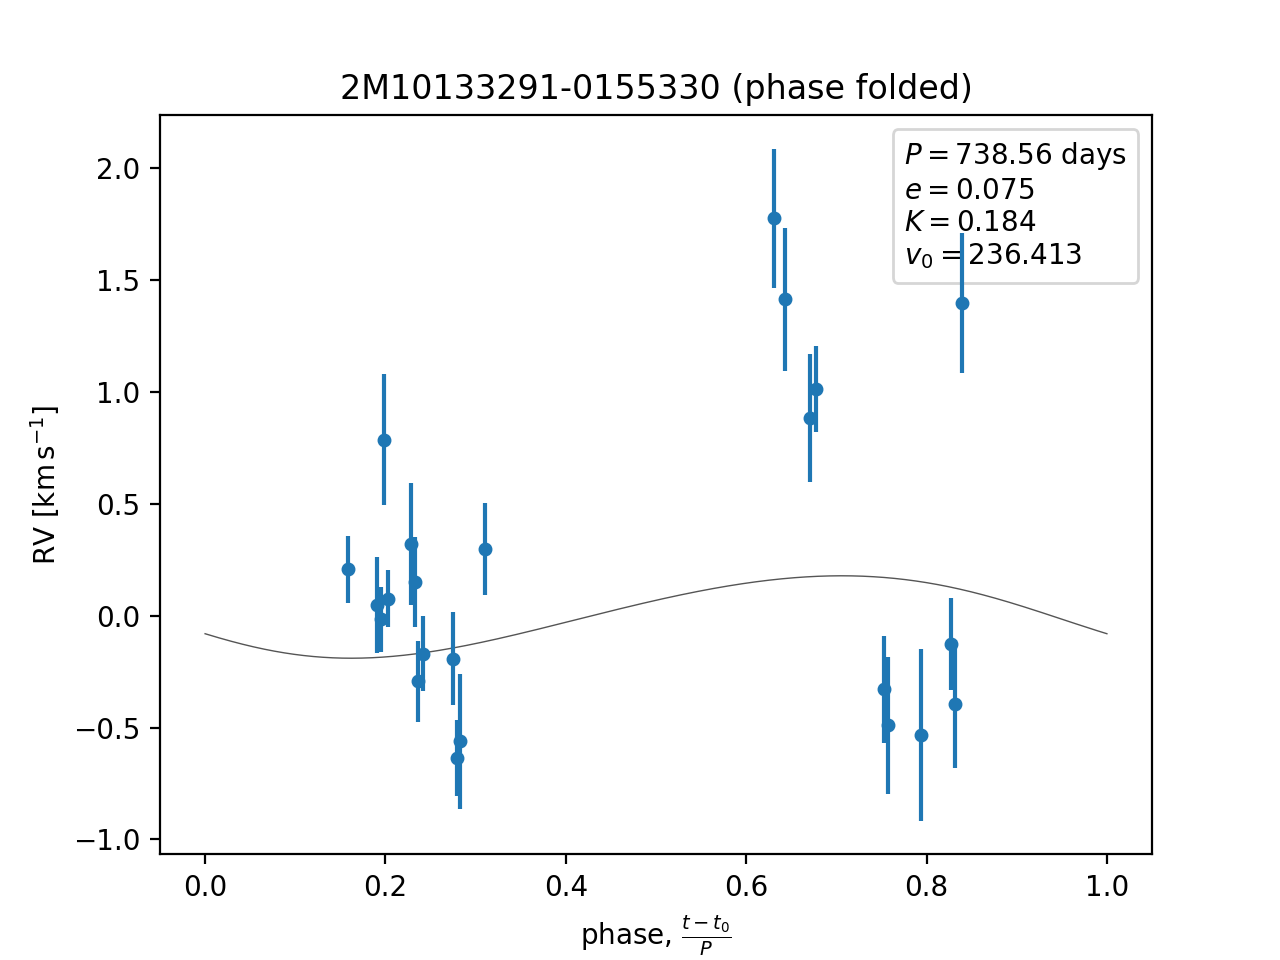 2M10133291-0155330 (phase folded)
P = 738.56 days
e = 0.075
K = 0.184
v₀ = 236.413
RV [km s⁻¹]
2.0
1.5
1.0
0.5
0.0
−0.5
−1.0
0.0 0.2 0.4 0.6 0.8 1.0
phase, (t − t₀)/P